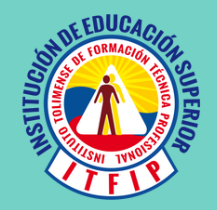 INSTITUCIÓN DE EDUCACIÓN SUPERIOR
INSTITUTO TOLIMENSE DE FORMACIÓN TÉCNICA PROFESIONAL
ITFIP